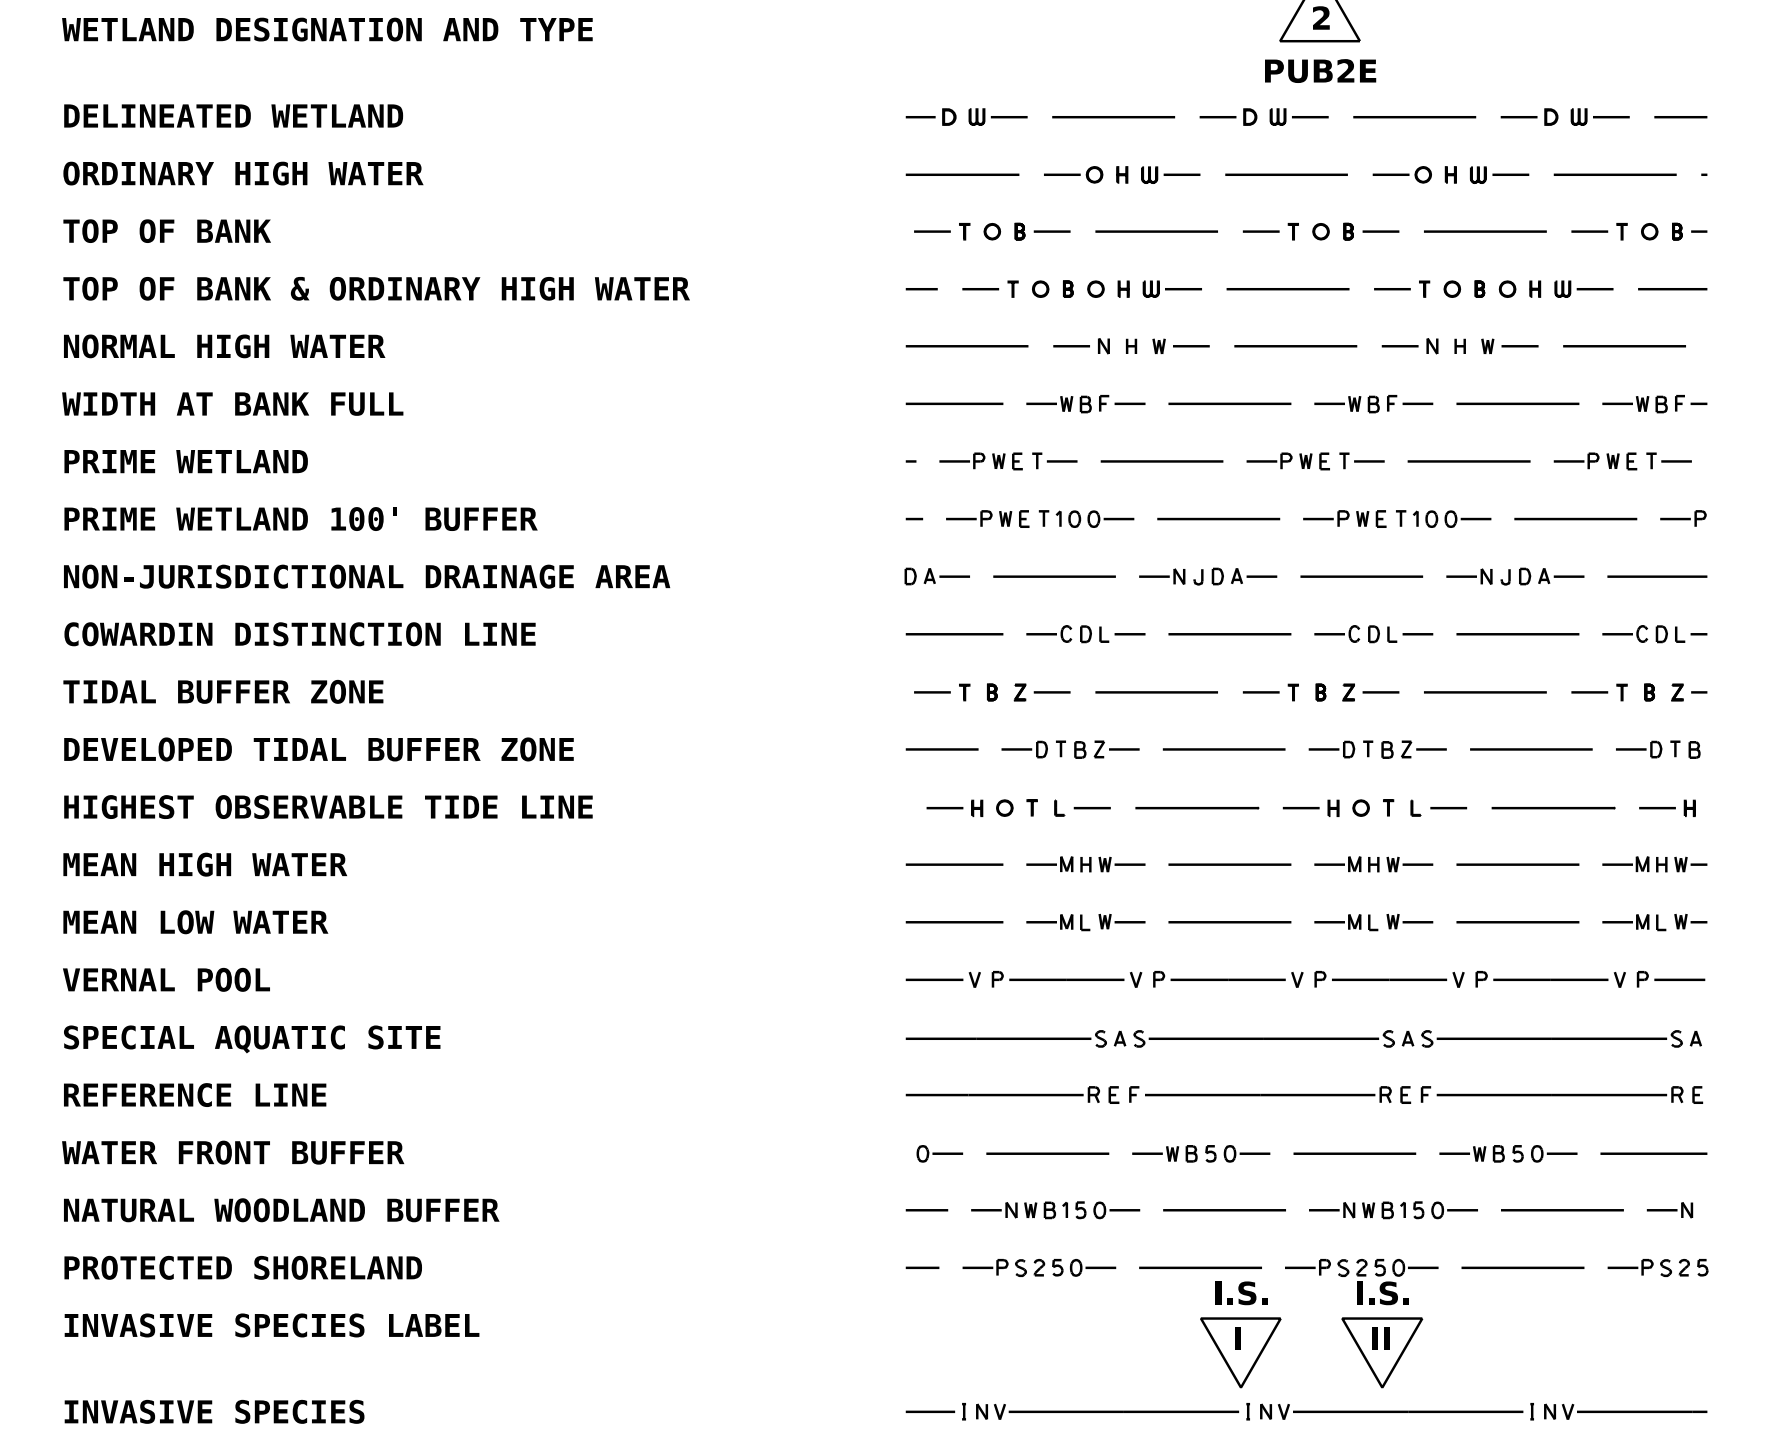 WETLAND DESIGNATION AND TYPE 2
PUB2E
DELINEATED WETLAND DW DW DW
ORDINARY HIGH WATER OHW OHW
TOP OF BANK TOB TOB TOB
TOP OF BANK & ORDINARY HIGH WATER TOBOHW TOBOHW
NORMAL HIGH WATER NHW NHW
WIDTH AT BANK FULL WBF WBF WBF
PRIME WETLAND PWET PWET PWET
PRIME WETLAND 100' BUFFER PWET100 PWET100 P
NON-JURISDICTIONAL DRAINAGE AREA DA NJDA NJDA
COWARDIN DISTINCTION LINE CDL CDL CDL
TIDAL BUFFER ZONE TBZ TBZ TBZ
DEVELOPED TIDAL BUFFER ZONE DTBZ DTBZ DTB
HIGHEST OBSERVABLE TIDE LINE HOTL HOTL H
MEAN HIGH WATER MHW MHW MHW
MEAN LOW WATER MLW MLW MLW
VERNAL POOL VP VP VP VP VP
SPECIAL AQUATIC SITE SAS SAS SA
REFERENCE LINE REF REF RE
WATER FRONT BUFFER 0 WB50 WB50
NATURAL WOODLAND BUFFER NWB150 NWB150 N
PROTECTED SHORELAND PS250 PS250 PS25
I.S. I.S.
INVASIVE SPECIES LABEL I II
INVASIVE SPECIES INV INV INV